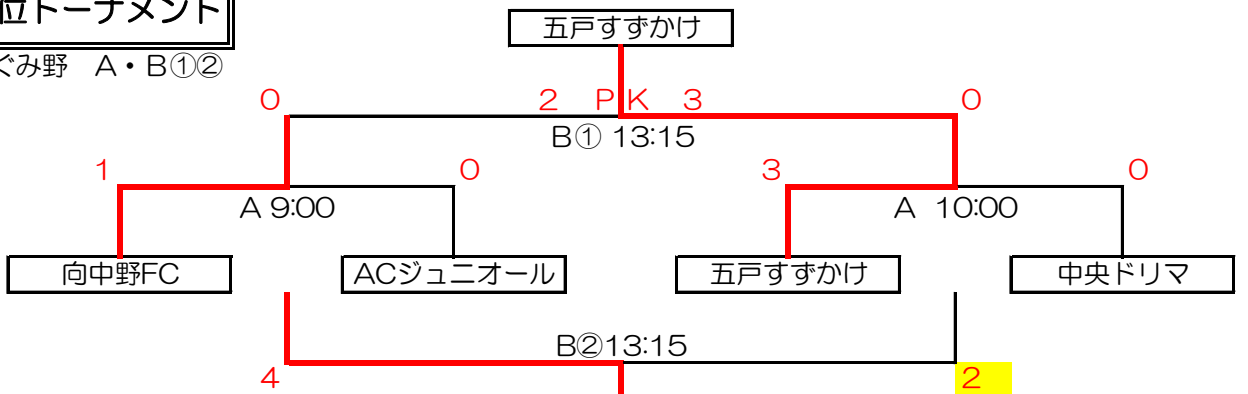 位トーナメント
五戸すずかけ
ぐみ野 A・B①②
0 2 PK 3 0
B① 13:15
1 0 3 0
A 9:00 A 10:00
向中野FC ACジュニオール 五戸すずかけ 中央ドリマ
B②13:15
4 2